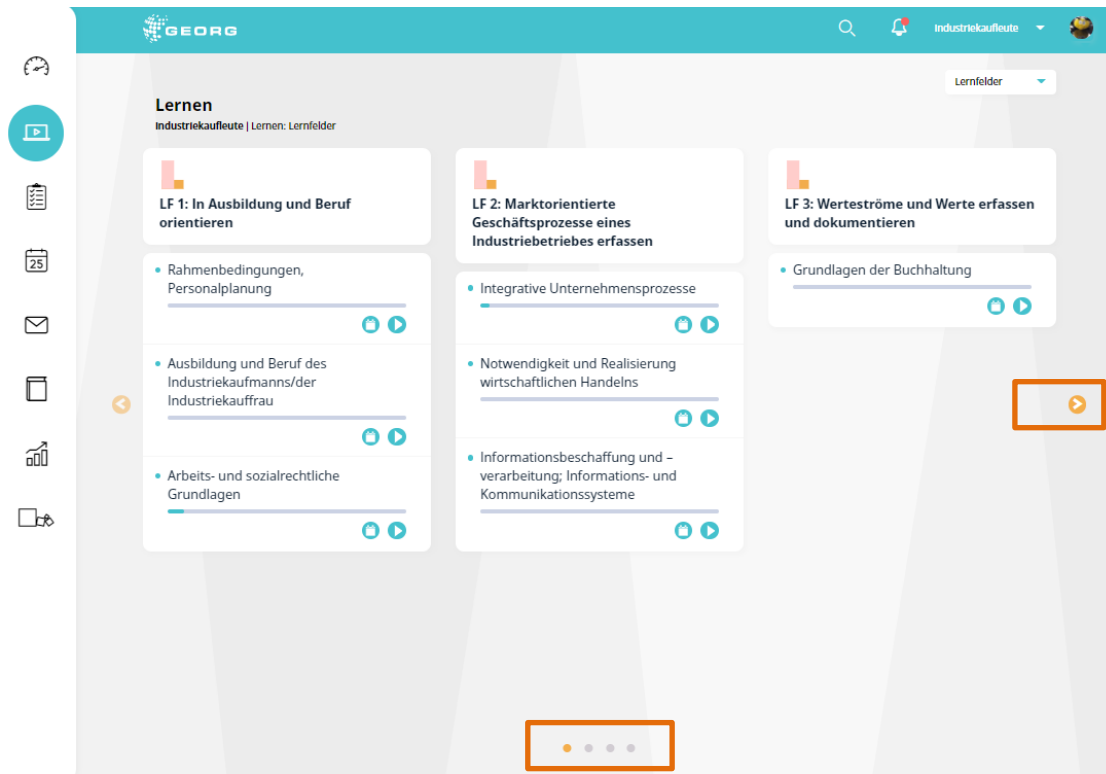 GEORG
Industriekaufleute
Lernfelder
Lernen
Industriekaufleute | Lernen: Lernfelder
LF 1: In Ausbildung und Beruf
orientieren
Rahmenbedingungen,
Personalplanung
Ausbildung und Beruf des
Industriekaufmanns/der
Industriekauffrau
Arbeits- und sozialrechtliche
Grundlagen
LF 2: Marktorientierte
Geschäftsprozesse eines
Industriebetriebes erfassen
Integrative Unternehmensprozesse
Notwendigkeit und Realisierung
wirtschaftlichen Handelns
Informationsbeschaffung und –
verarbeitung; Informations- und
Kommunikationssysteme
LF 3: Werteströme und Werte erfassen
und dokumentieren
Grundlagen der Buchhaltung
25